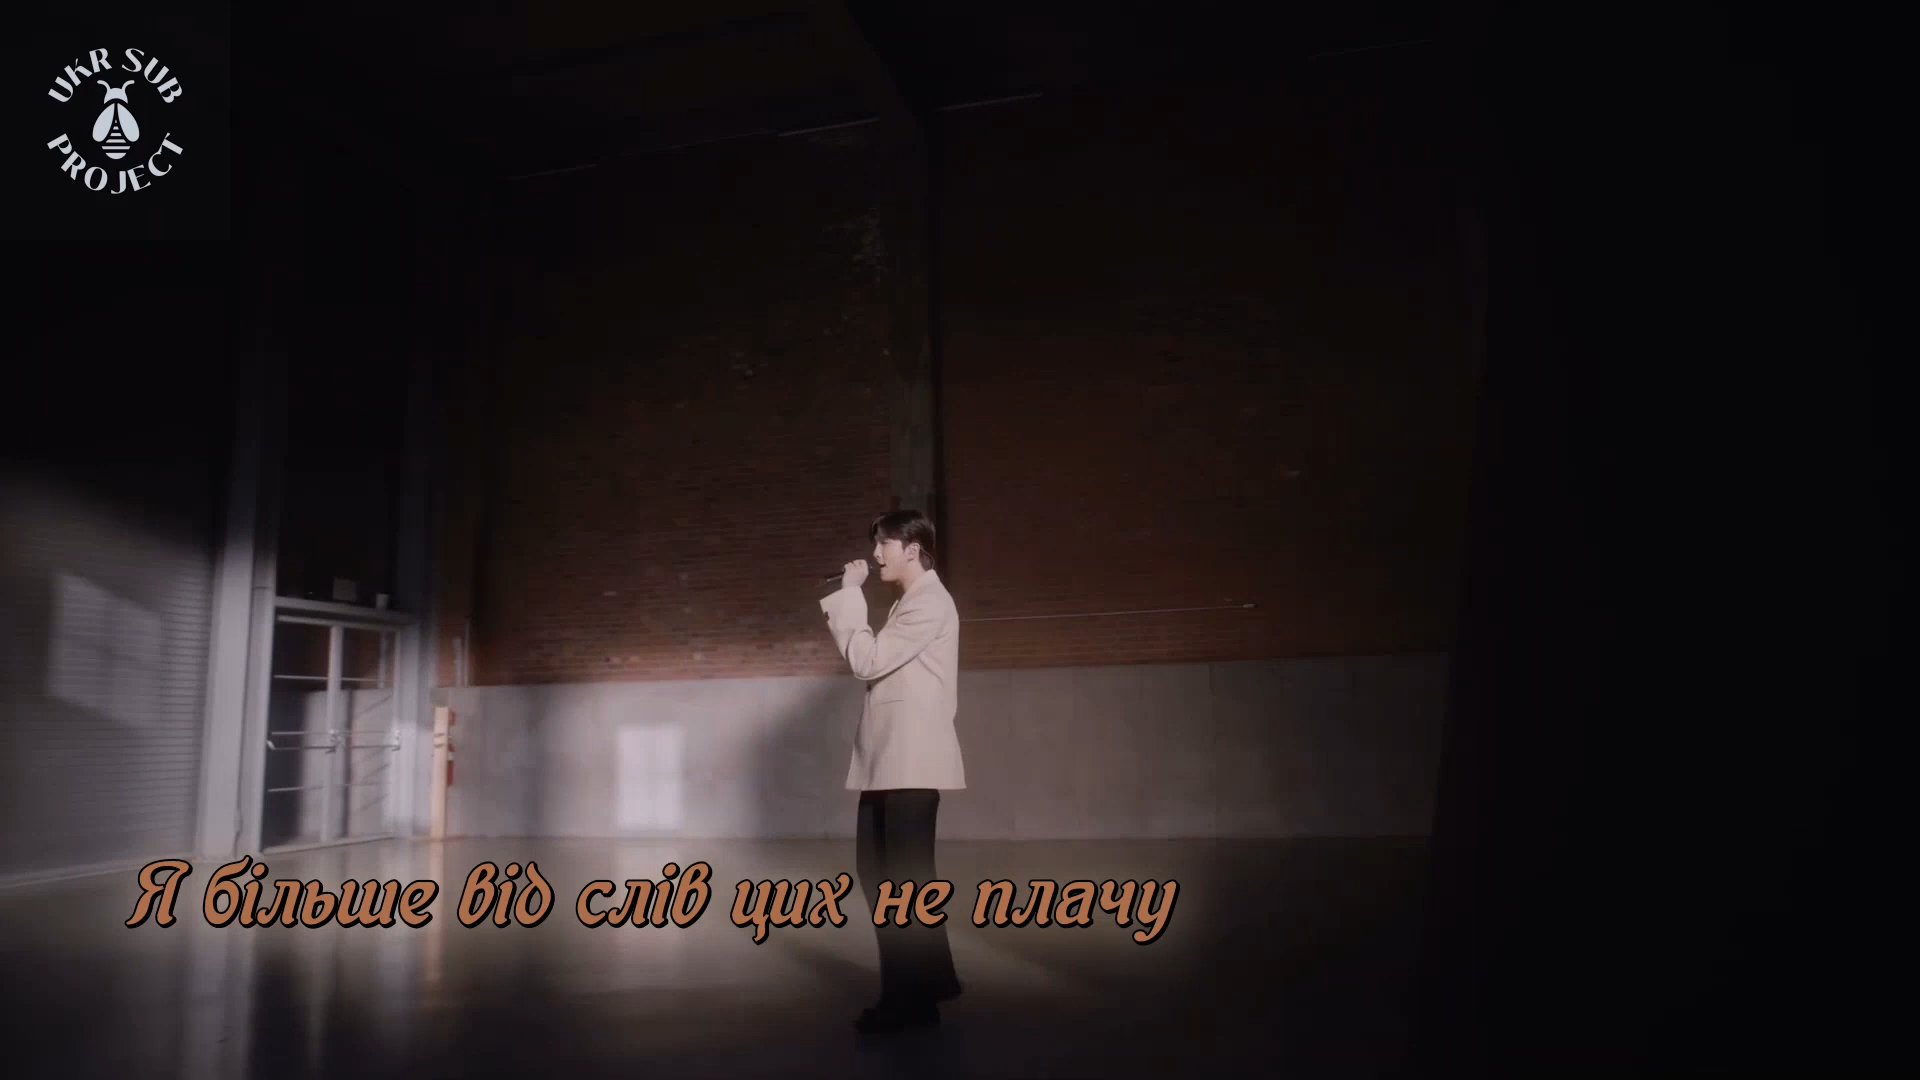 UKR SUB
PROJECT
Я більше від слів цих не плачу